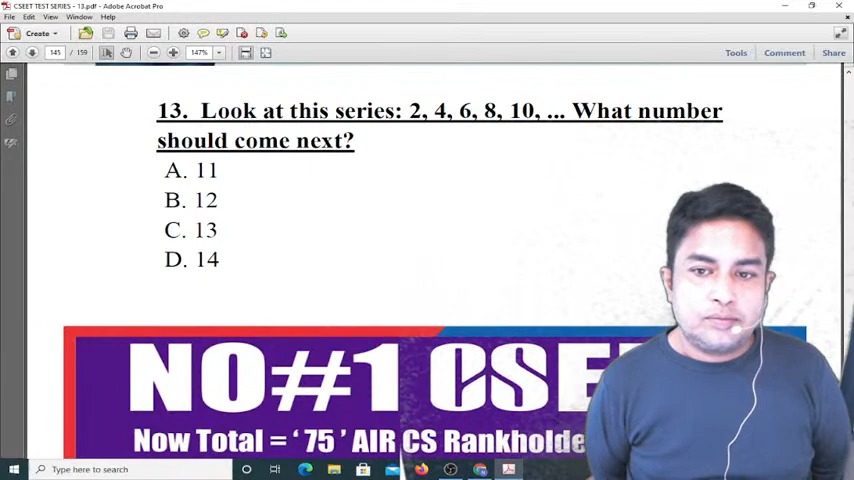 CSEET TEST SERIES - 13.pdf - Adobe Acrobat Pro
File Edit View Window Help
Create
145 / 159 147% Tools Comment Share
13. Look at this series: 2, 4, 6, 8, 10, ... What number
should come next?
A. 11
B. 12
C. 13
D. 14
NO#1 CSE
Now Total = ‘ 75 ’ AIR CS Rankholde
Type here to search